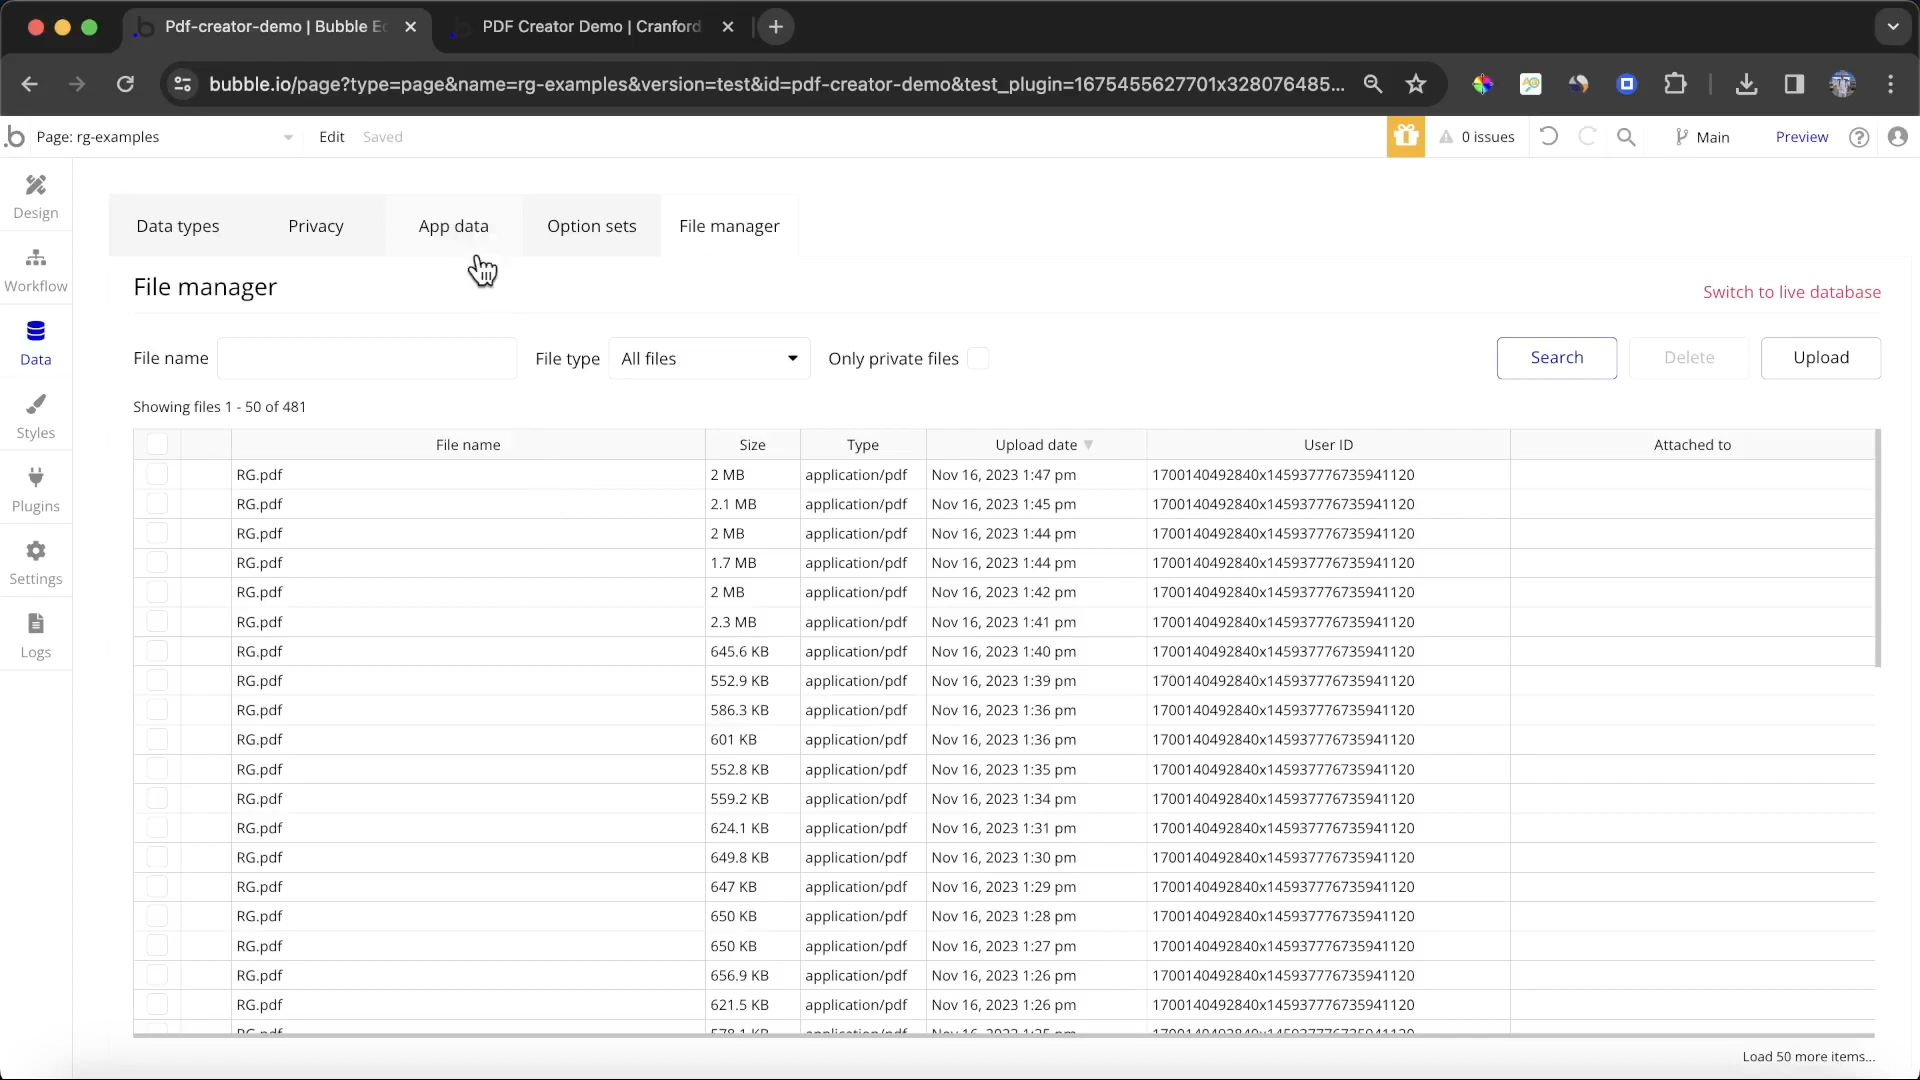 Pdf-creator-demo | Bubble Ed
PDF Creator Demo | Cranford
bubble.io/page?type=page&name=rg-examples&version=test&id=pdf-creator-demo&test_plugin=1675455627701x328076485...
Page: rg-examples
Edit
Saved
0 issues
Main
Preview
Design
Workflow
Data
Styles
Plugins
Settings
Logs
Data types
Privacy
App data
Option sets
File manager
File manager
Switch to live database
File name
File type
All files
Only private files
Search
Delete
Upload
Showing files 1 - 50 of 481
File name Size Type Upload date User ID Attached to
RG.pdf 2 MB application/pdf Nov 16, 2023 1:47 pm 1700140492840x145937776735941120
RG.pdf 2.1 MB application/pdf Nov 16, 2023 1:45 pm 1700140492840x145937776735941120
RG.pdf 2 MB application/pdf Nov 16, 2023 1:44 pm 1700140492840x145937776735941120
RG.pdf 1.7 MB application/pdf Nov 16, 2023 1:44 pm 1700140492840x145937776735941120
RG.pdf 2 MB application/pdf Nov 16, 2023 1:42 pm 1700140492840x145937776735941120
RG.pdf 2.3 MB application/pdf Nov 16, 2023 1:41 pm 1700140492840x145937776735941120
RG.pdf 645.6 KB application/pdf Nov 16, 2023 1:40 pm 1700140492840x145937776735941120
RG.pdf 552.9 KB application/pdf Nov 16, 2023 1:39 pm 1700140492840x145937776735941120
RG.pdf 586.3 KB application/pdf Nov 16, 2023 1:36 pm 1700140492840x145937776735941120
RG.pdf 601 KB application/pdf Nov 16, 2023 1:36 pm 1700140492840x145937776735941120
RG.pdf 552.8 KB application/pdf Nov 16, 2023 1:35 pm 1700140492840x145937776735941120
RG.pdf 559.2 KB application/pdf Nov 16, 2023 1:34 pm 1700140492840x145937776735941120
RG.pdf 624.1 KB application/pdf Nov 16, 2023 1:31 pm 1700140492840x145937776735941120
RG.pdf 649.8 KB application/pdf Nov 16, 2023 1:30 pm 1700140492840x145937776735941120
RG.pdf 647 KB application/pdf Nov 16, 2023 1:29 pm 1700140492840x145937776735941120
RG.pdf 650 KB application/pdf Nov 16, 2023 1:28 pm 1700140492840x145937776735941120
RG.pdf 650 KB application/pdf Nov 16, 2023 1:27 pm 1700140492840x145937776735941120
RG.pdf 656.9 KB application/pdf Nov 16, 2023 1:26 pm 1700140492840x145937776735941120
RG.pdf 621.5 KB application/pdf Nov 16, 2023 1:26 pm 1700140492840x145937776735941120
RG.pdf 578.1 KB application/pdf Nov 16, 2023 1:25 pm 1700140492840x145937776735941120
Load 50 more items...